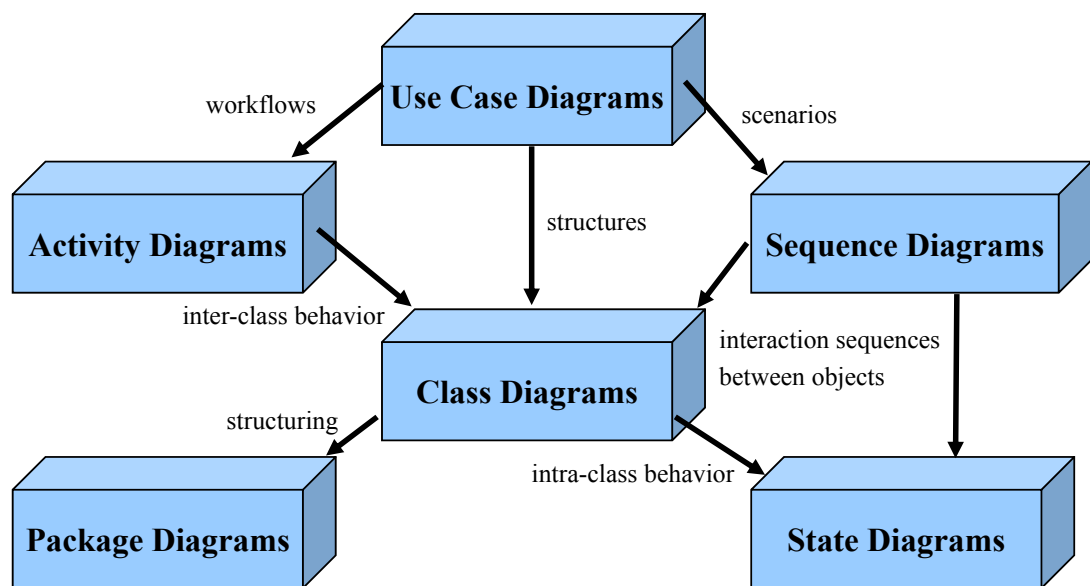 Use Case Diagrams
workflows
scenarios
Activity Diagrams
structures
Sequence Diagrams
inter-class behavior
Class Diagrams
interaction sequences
between objects
structuring
intra-class behavior
Package Diagrams
State Diagrams